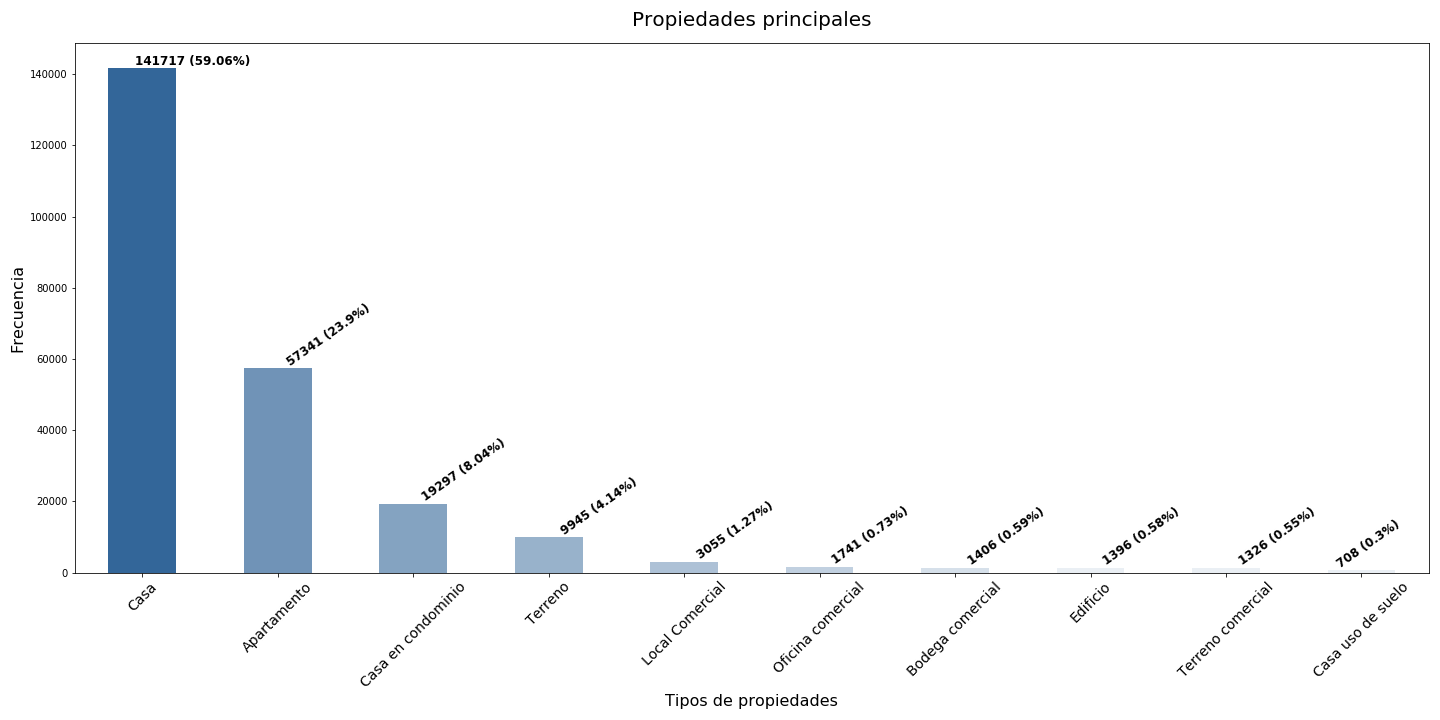 Propiedades principales
Frecuencia
140000
120000
100000
80000
60000
40000
20000
0
141717 (59.06%)
57341 (23.9%)
19297 (8.04%)
9945 (4.14%)
3055 (1.27%)
1741 (0.73%)
1406 (0.59%)
1396 (0.58%)
1326 (0.55%)
708 (0.3%)
Casa
Apartamento
Casa en condominio
Terreno
Local Comercial
Oficina comercial
Bodega comercial
Edificio
Terreno comercial
Casa uso de suelo
Tipos de propiedades